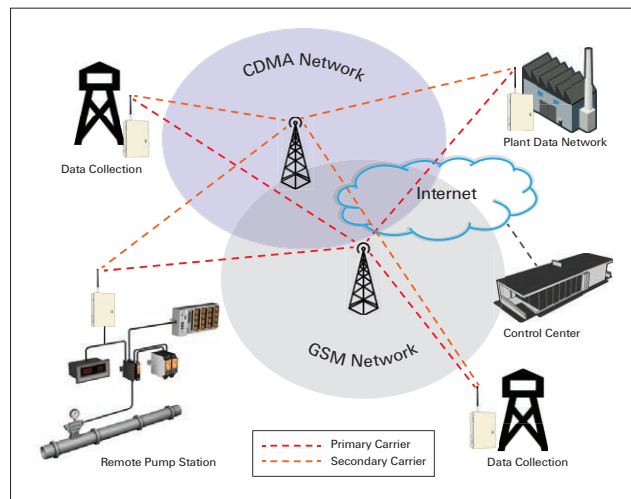 CDMA Network
Data Collection
Plant Data Network
Internet
GSM Network
Control Center
Remote Pump Station
Primary Carrier
Secondary Carrier
Data Collection